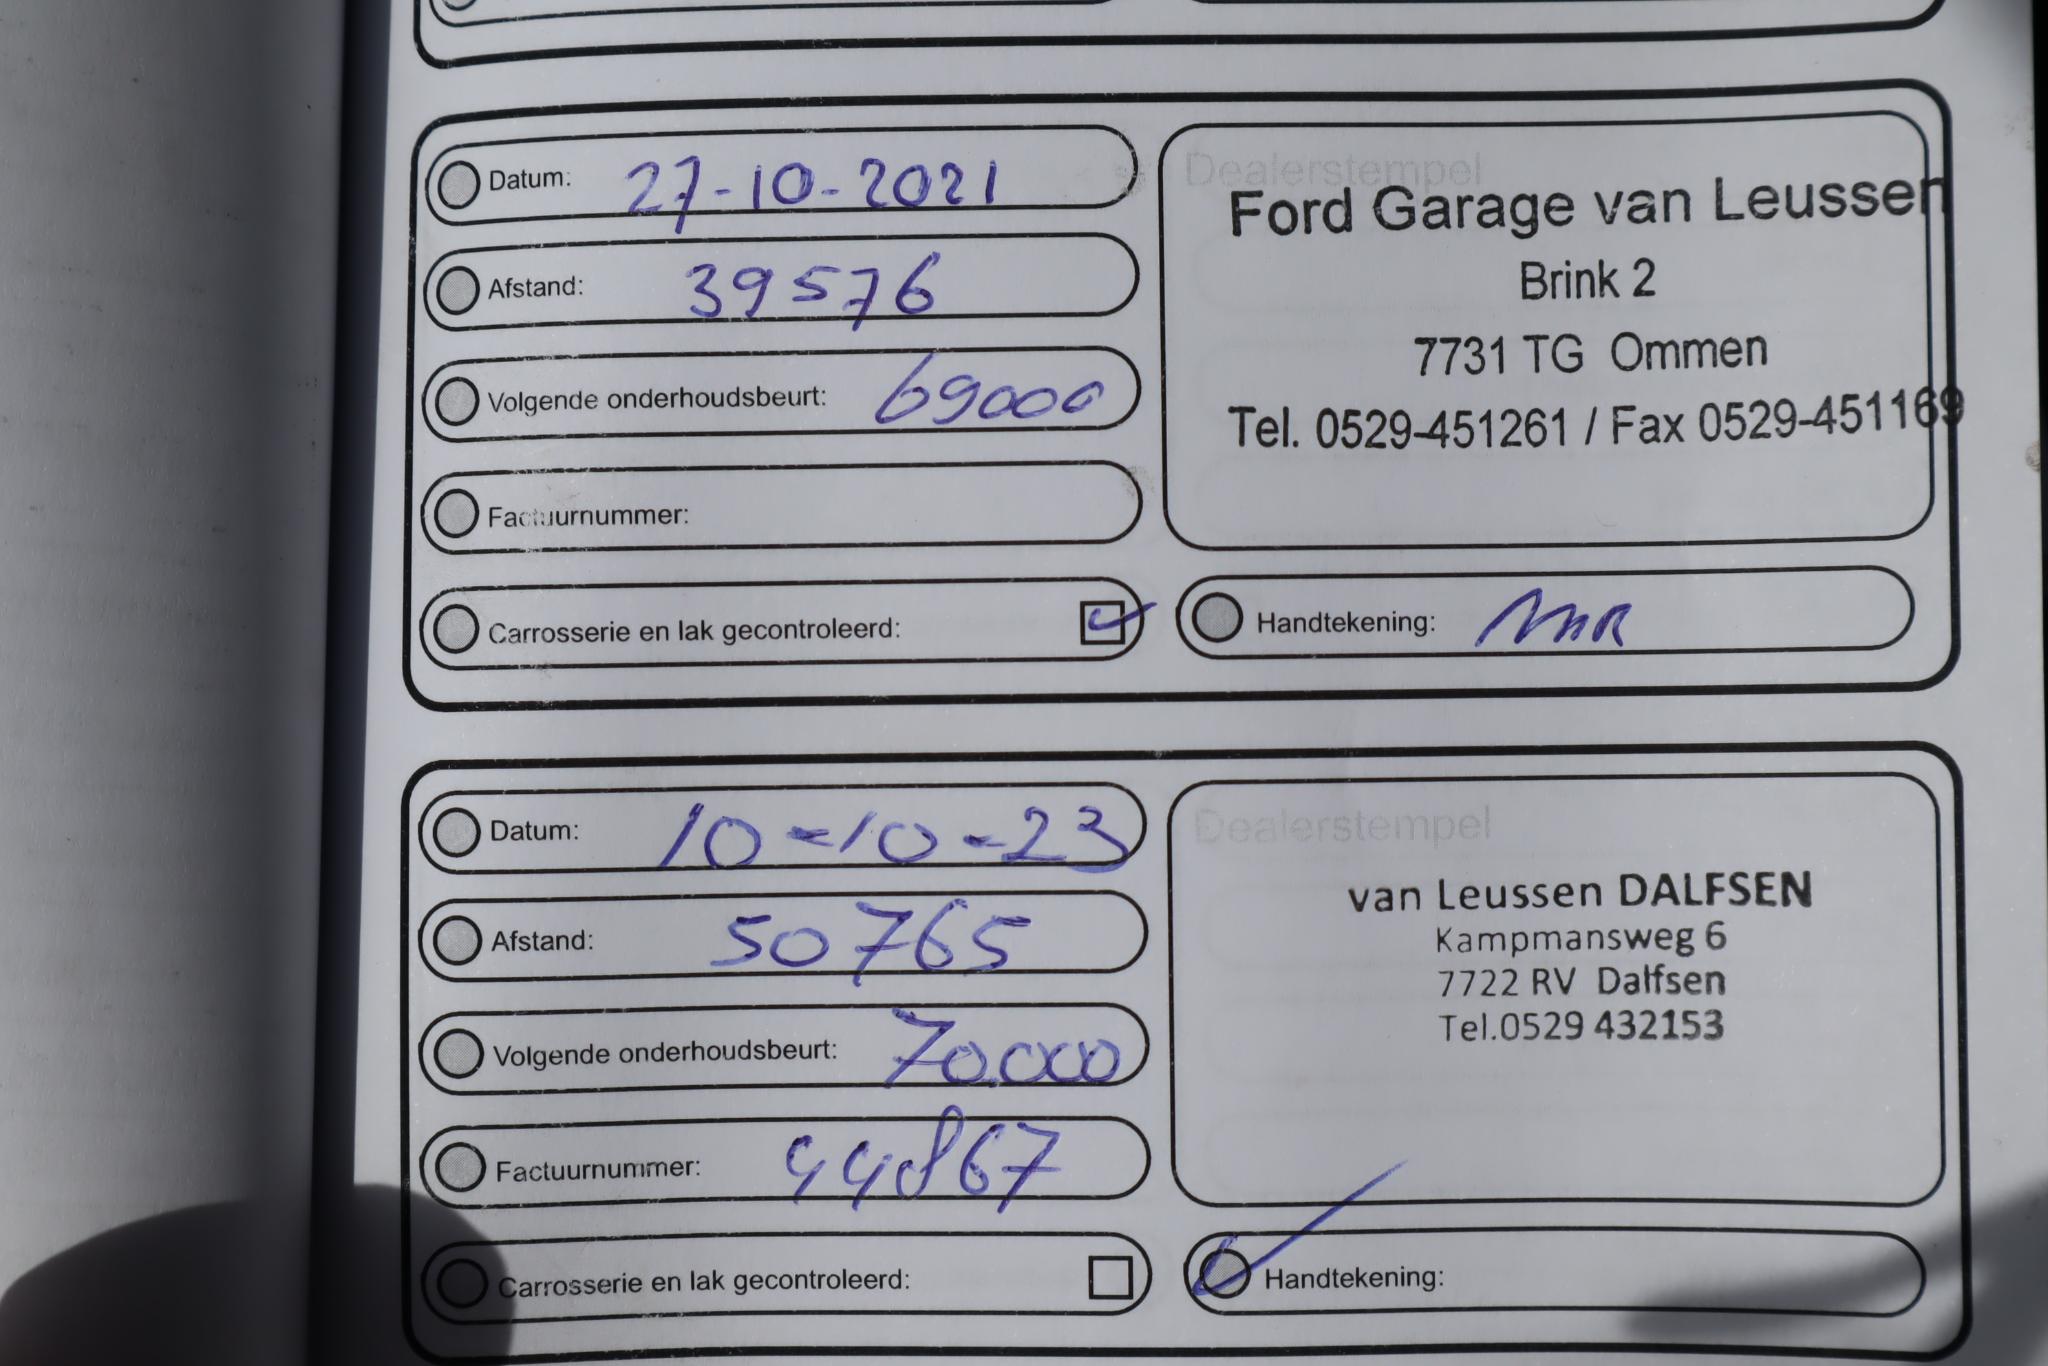 Datum: 27-10-2021
Afstand: 39576
Volgende onderhoudsbeurt: 69000
Factuurnummer:
Carrosserie en lak gecontroleerd:
Dealerstempel
Ford Garage van Leussen
Brink 2
7731 TG Ommen
Tel. 0529-451261 / Fax 0529-451169
Handtekening:
Datum: 10-10-23
Afstand: 50765
Volgende onderhoudsbeurt: 70.000
Factuurnummer: 44867
Carrosserie en lak gecontroleerd:
Dealerstempel
van Leussen DALFSEN
Kampmansweg 6
7722 RV Dalfsen
Tel.0529 432153
Handtekening: